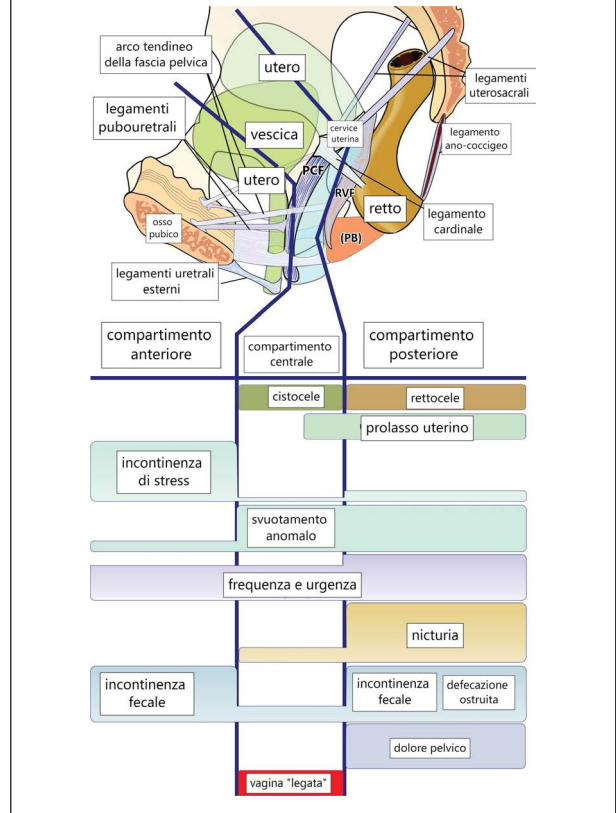 arco tendineo
della fascia pelvica
utero
legamenti
uterosacrali
legamenti
pubouretrali
vescica
cervice
uterina
legamento
ano-coccigeo
PCF
utero
RVF
retto
legamento
cardinale
osso
pubico
(PB)
legamenti uretrali
esterni
compartimento
anteriore
compartimento
centrale
compartimento
posteriore
cistocele
rettocele
prolasso uterino
incontinenza
di stress
svuotamento
anomalo
frequenza e urgenza
nicturia
incontinenza
fecale
incontinenza
fecale
defecazione
ostruita
dolore pelvico
vagina "legata"